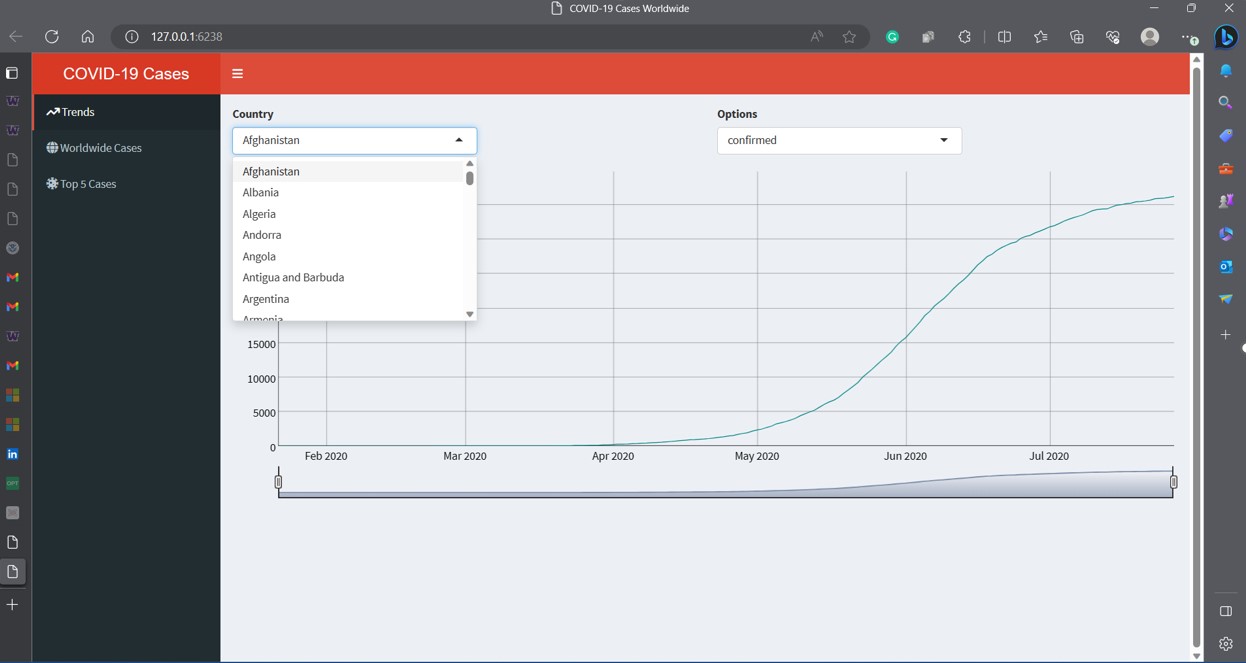 COVID-19 Cases Worldwide
127.0.0.1:6238
COVID-19 Cases
Trends
Worldwide Cases
Top 5 Cases
Country
Options
Afghanistan
confirmed
Afghanistan
Albania
Algeria
Andorra
Angola
Antigua and Barbuda
Argentina
Armenia
15000
10000
5000
0
Feb 2020
Mar 2020
Apr 2020
May 2020
Jun 2020
Jul 2020